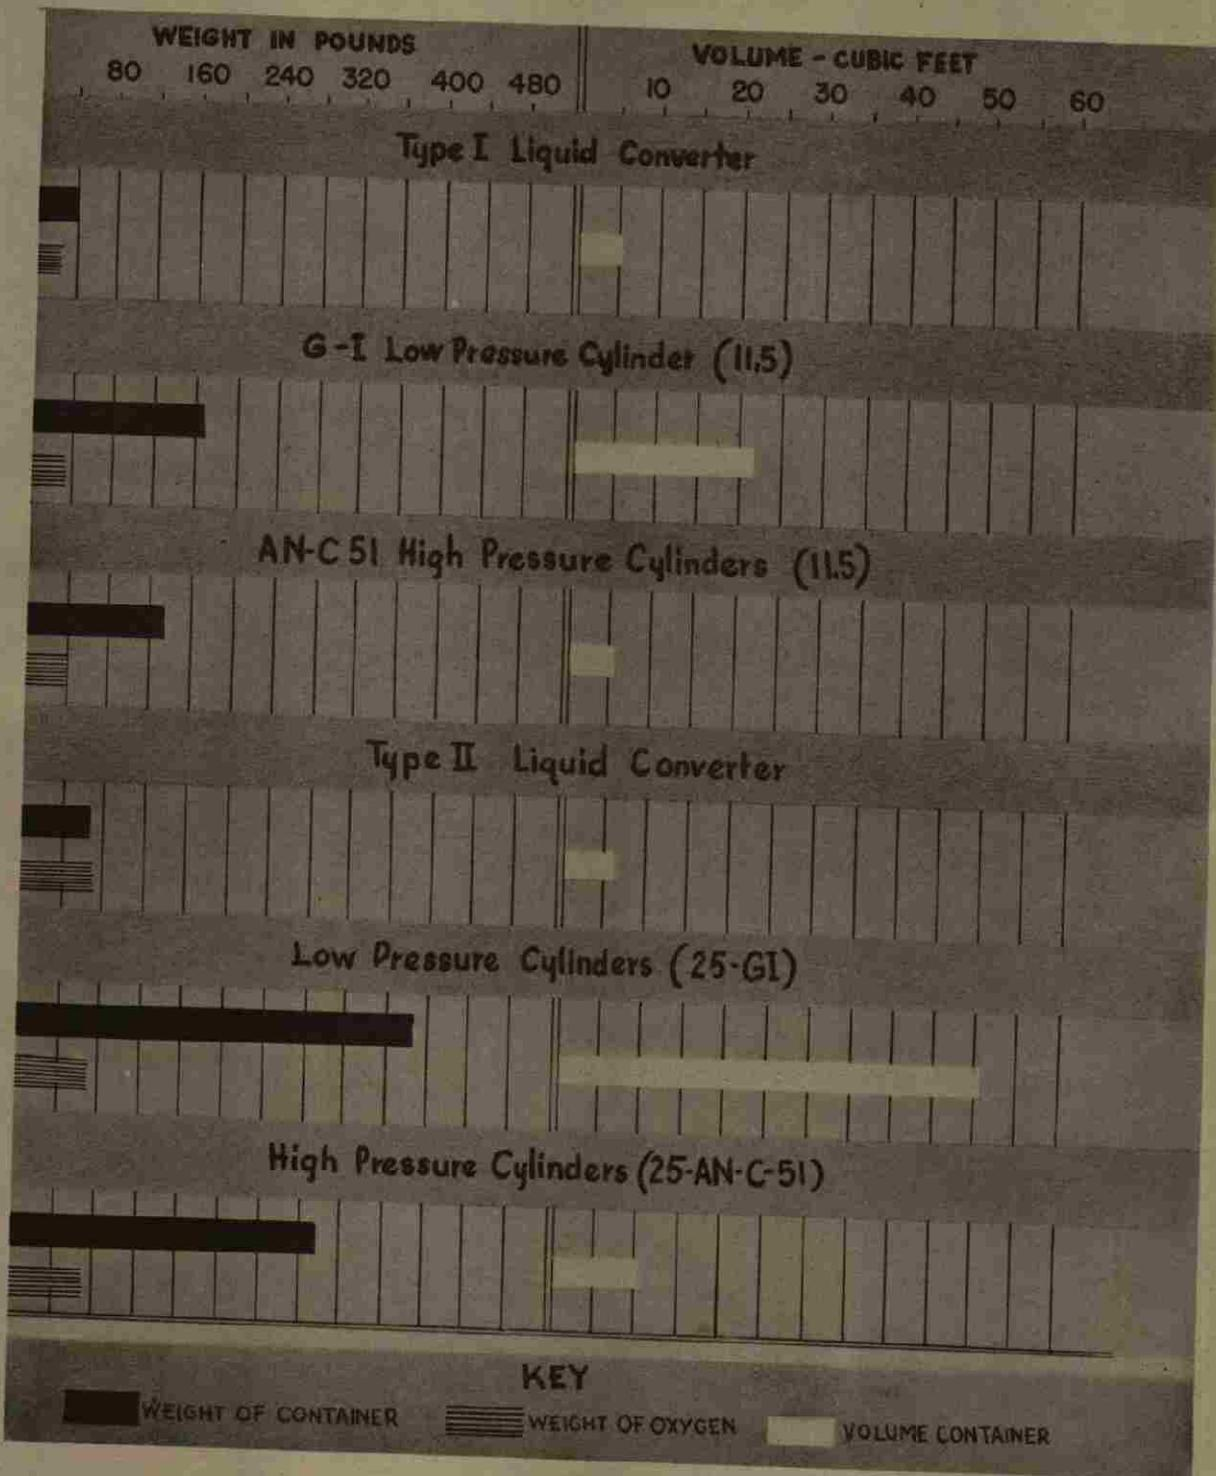 WEIGHT IN POUNDS
VOLUME - CUBIC FEET
80 160 240 320 400 480
10 20 30 40 50 60
Type I Liquid Converter
G-I Low Pressure Cylinder (11.5)
AN-C 51 High Pressure Cylinders (11.5)
Type II Liquid Converter
Low Pressure Cylinders (25-GI)
High Pressure Cylinders (25-AN-C-51)
KEY
WEIGHT OF CONTAINER
WEIGHT OF OXYGEN
VOLUME CONTAINER